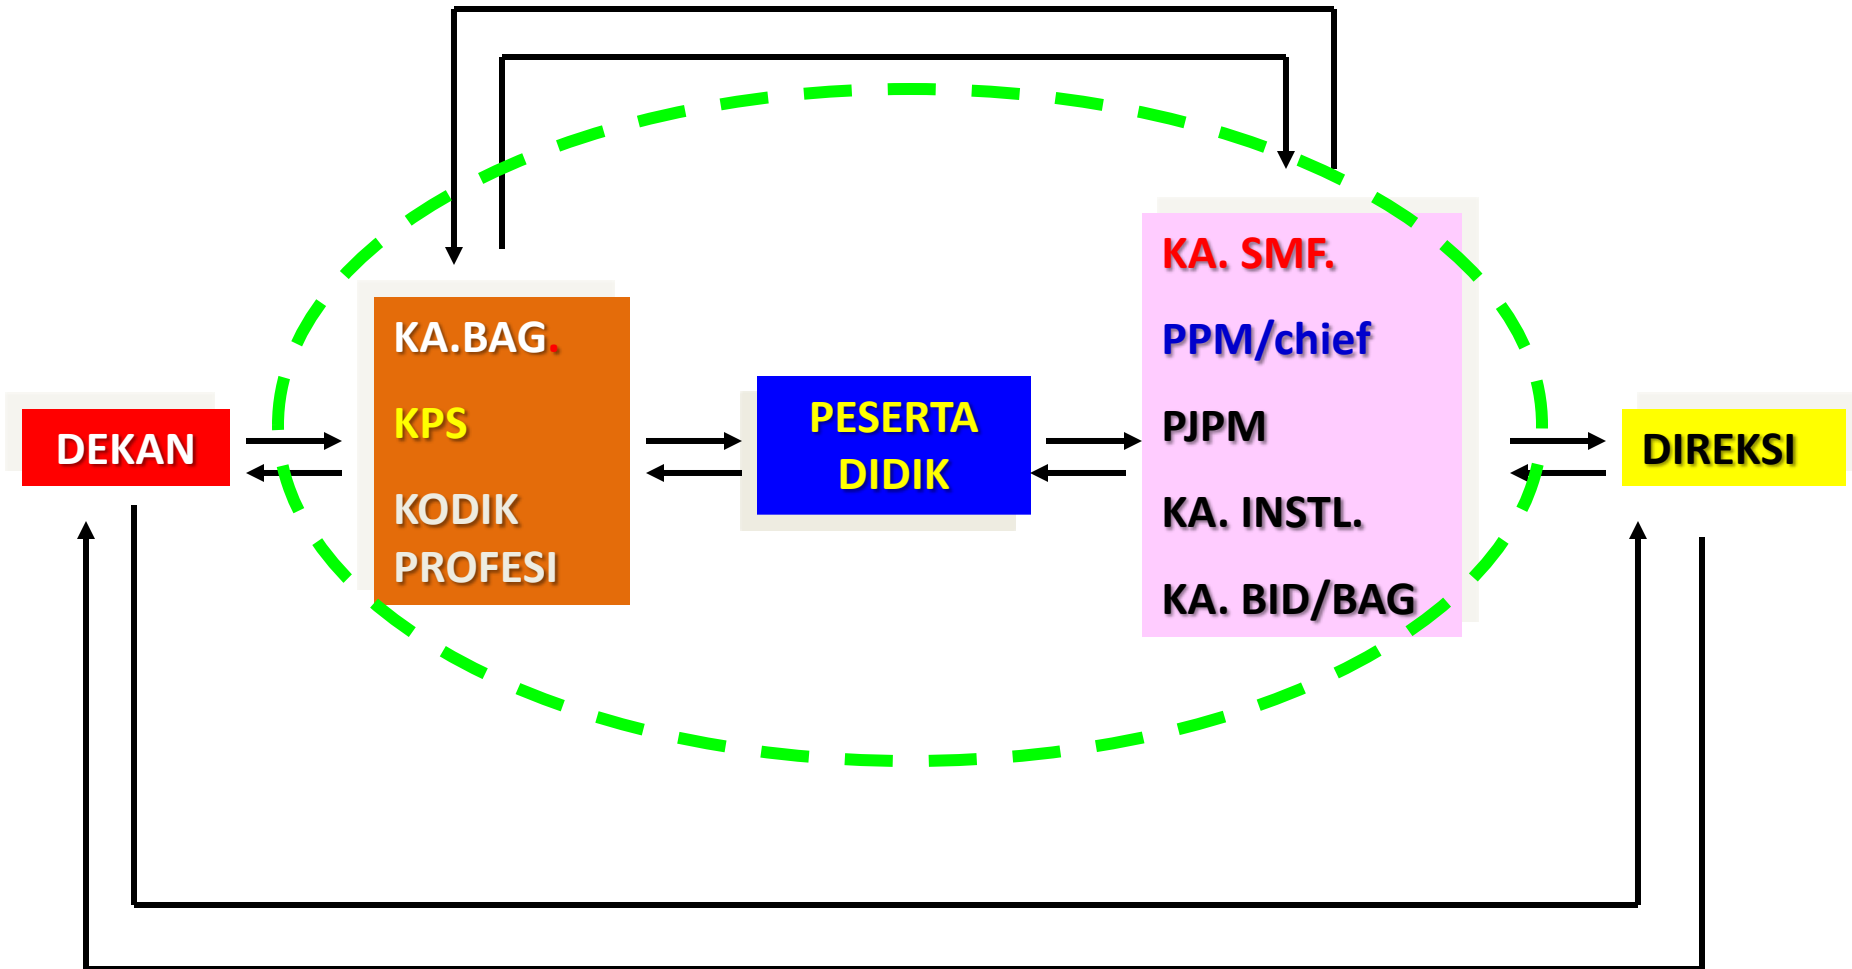 DEKAN
KA.BAG.
KPS
KODIK
PROFESI
PESERTA
DIDIK
KA. SMF.
PPM/chief
PJPM
KA. INSTL.
KA. BID/BAG
DIREKSI